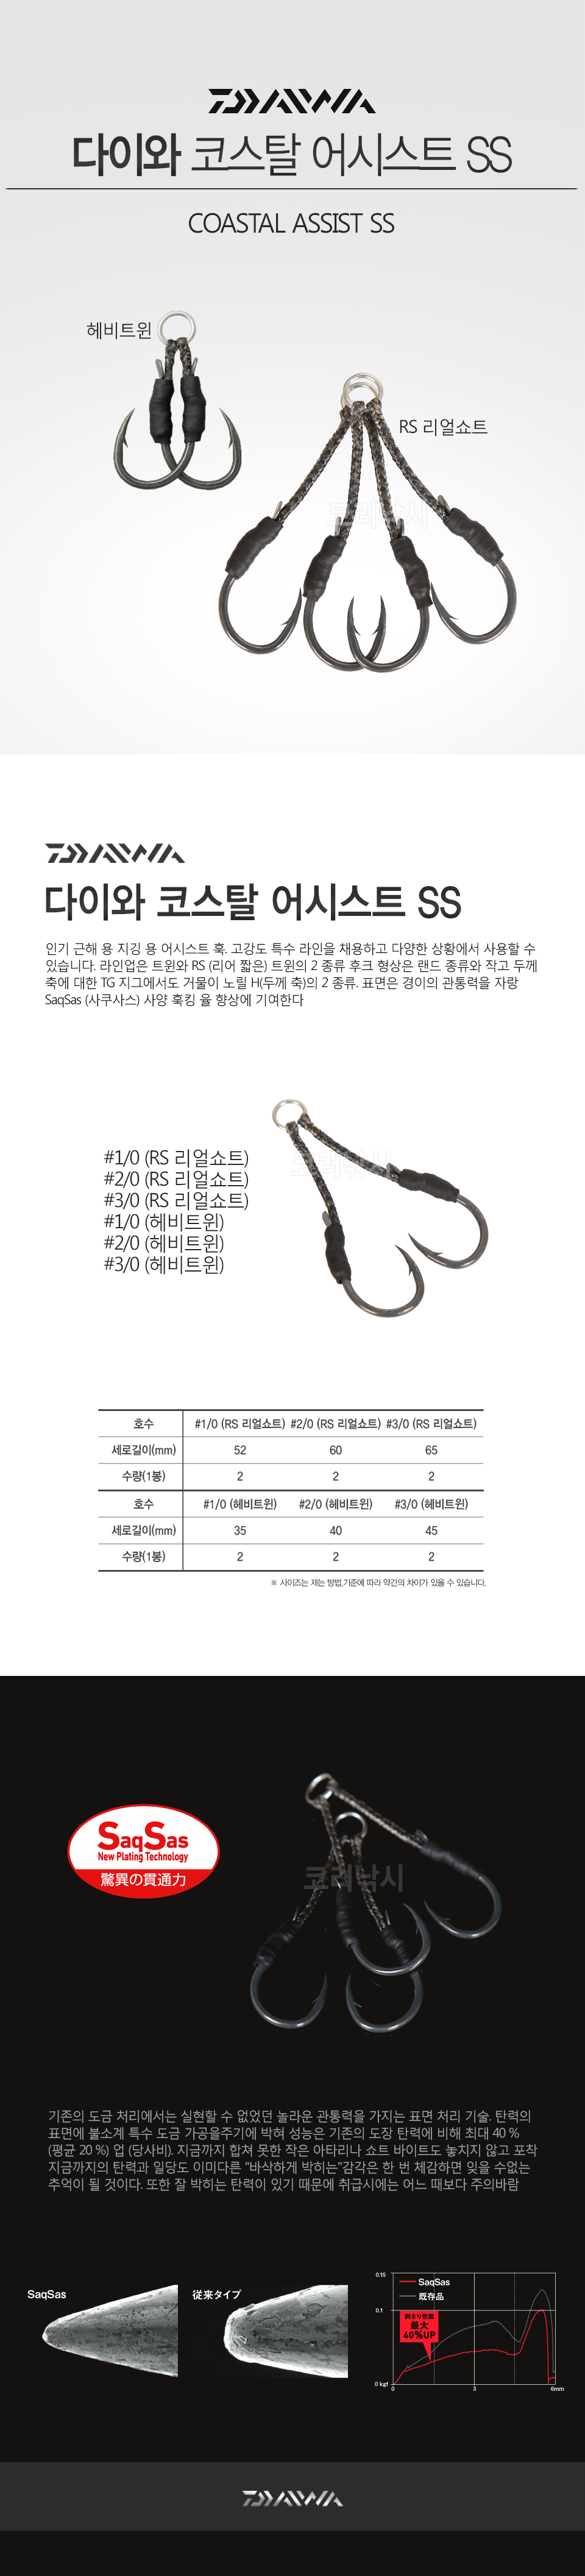 DAIWA
다이와 코스탈 어시스트 SS
COASTAL ASSIST SS
헤비트윈
RS 리얼쇼트
코레낚시
DAIWA
다이와 코스탈 어시스트 SS
인기 근해 용 지깅 용 어시스트 훅. 고강도 특수 라인을 채용하고 다양한 상황에서 사용할 수
있습니다. 라인업은 트윈와 RS (리어 짧은) 트윈의 2 종류 후크 형상은 랜드 종류와 작고 두께
축에 대한 TG 지그에서도 거물이 노릴 H(두께 축)의 2 종류. 표면은 경이의 관통력을 자랑
SaqSas (사쿠사스) 사양 훅킹 율 향상에 기여한다
코레낚시
#1/0 (RS 리얼쇼트)
#2/0 (RS 리얼쇼트)
#3/0 (RS 리얼쇼트)
#1/0 (헤비트윈)
#2/0 (헤비트윈)
#3/0 (헤비트윈)
호수 #1/0 (RS 리얼쇼트) #2/0 (RS 리얼쇼트) #3/0 (RS 리얼쇼트)
세로길이(mm) 52 60 65
수량(1봉) 2 2 2
호수 #1/0 (헤비트윈) #2/0 (헤비트윈) #3/0 (헤비트윈)
세로길이(mm) 35 40 45
수량(1봉) 2 2 2
※ 사이즈는 재는 방법,기준에 따라 약간의 차이가 있을 수 있습니다.
SaqSas
New Plating Technology
驚異の貫通力
코레낚시
기존의 도금 처리에서는 실현할 수 없었던 놀라운 관통력을 가지는 표면 처리 기술. 탄력의
표면에 불소계 특수 도금 가공을주기에 박혀 성능은 기존의 도장 탄력에 비해 최대 40 %
(평균 20 %) 업 (당사비). 지금까지 합쳐 못한 작은 아타리나 쇼트 바이트도 놓치지 않고 포착
지금까지의 탄력과 일당도 이미다른 "바삭하게 박히는"감각은 한 번 체감하면 잊을 수없는
추억이 될 것이다. 또한 잘 박히는 탄력이 있기 때문에 취급시에는 어느 때보다 주의바람
SaqSas
従来タイプ
0.15
SaqSas
既存品
0.1
刺さり性能
最大
40%UP
0 kgf
0 3 6mm
DAIWA